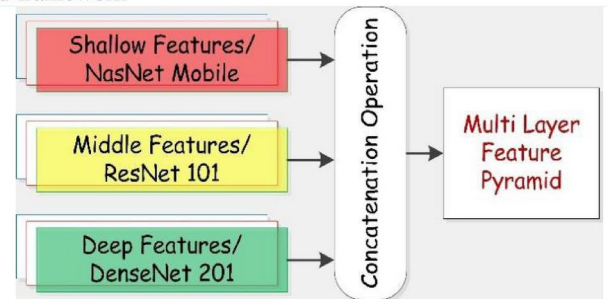 Shallow Features/
NasNet Mobile
Middle Features/
ResNet 101
Deep Features/
DenseNet 201
Concatenation Operation
Multi Layer
Feature
Pyramid